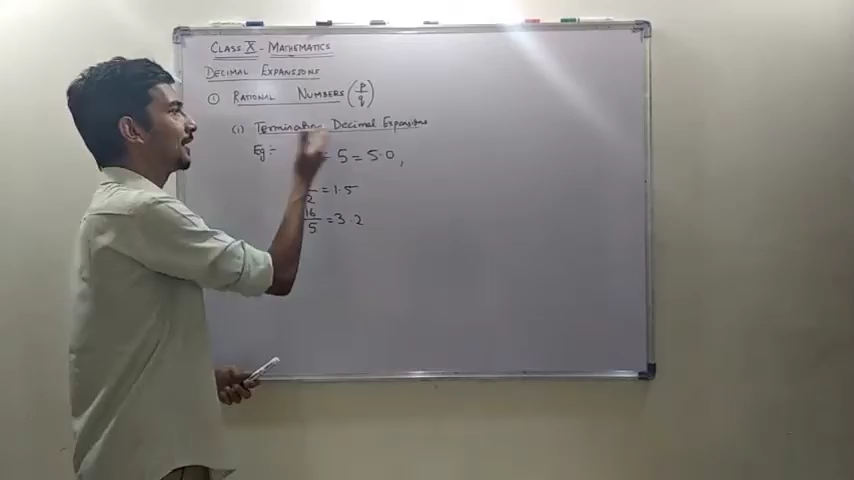 CLASS X - MATHEMATICS
DECIMAL EXPANSIONS
① RATIONAL NUMBERS (p/q)
(i) Terminating Decimal Expansions
Eg:- = 5 = 5.0,
2 = 1.5
16/5 = 3.2